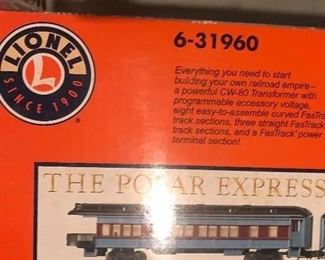 LIONEL
L
SINCE 1900
6-31960
Everything you need to start
building your own railroad empire—
a powerful CW-80 Transformer with
programmable accessory voltage,
eight easy-to-assemble curved FasTrack
track sections, three straight FasTrack
track sections, and a FasTrack power
terminal section!
THE POLAR EXPRESS